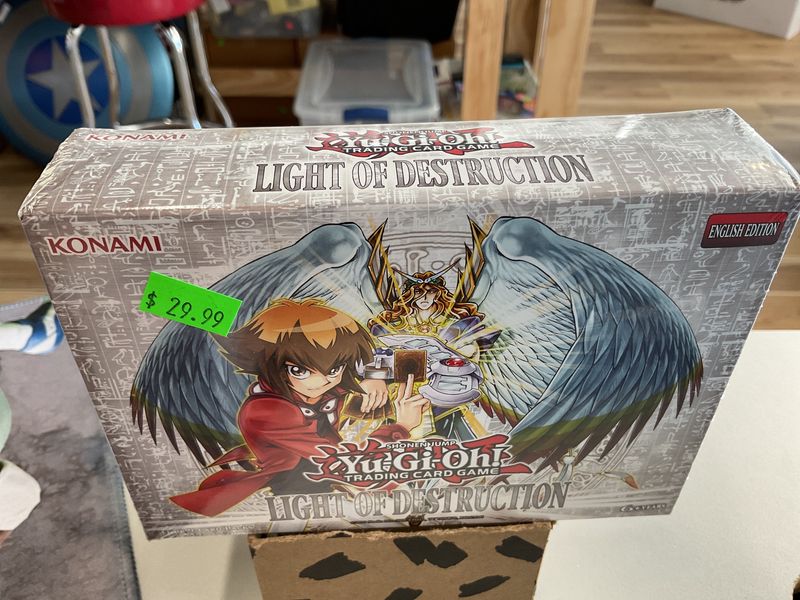 KONAMI
SHONEN JUMP
Yu-Gi-Oh!
TRADING CARD GAME
LIGHT OF DESTRUCTION
KONAMI
ENGLISH EDITION
$ 29.99
SHONEN JUMP
Yu-Gi-Oh!
TRADING CARD GAME
LIGHT OF DESTRUCTION